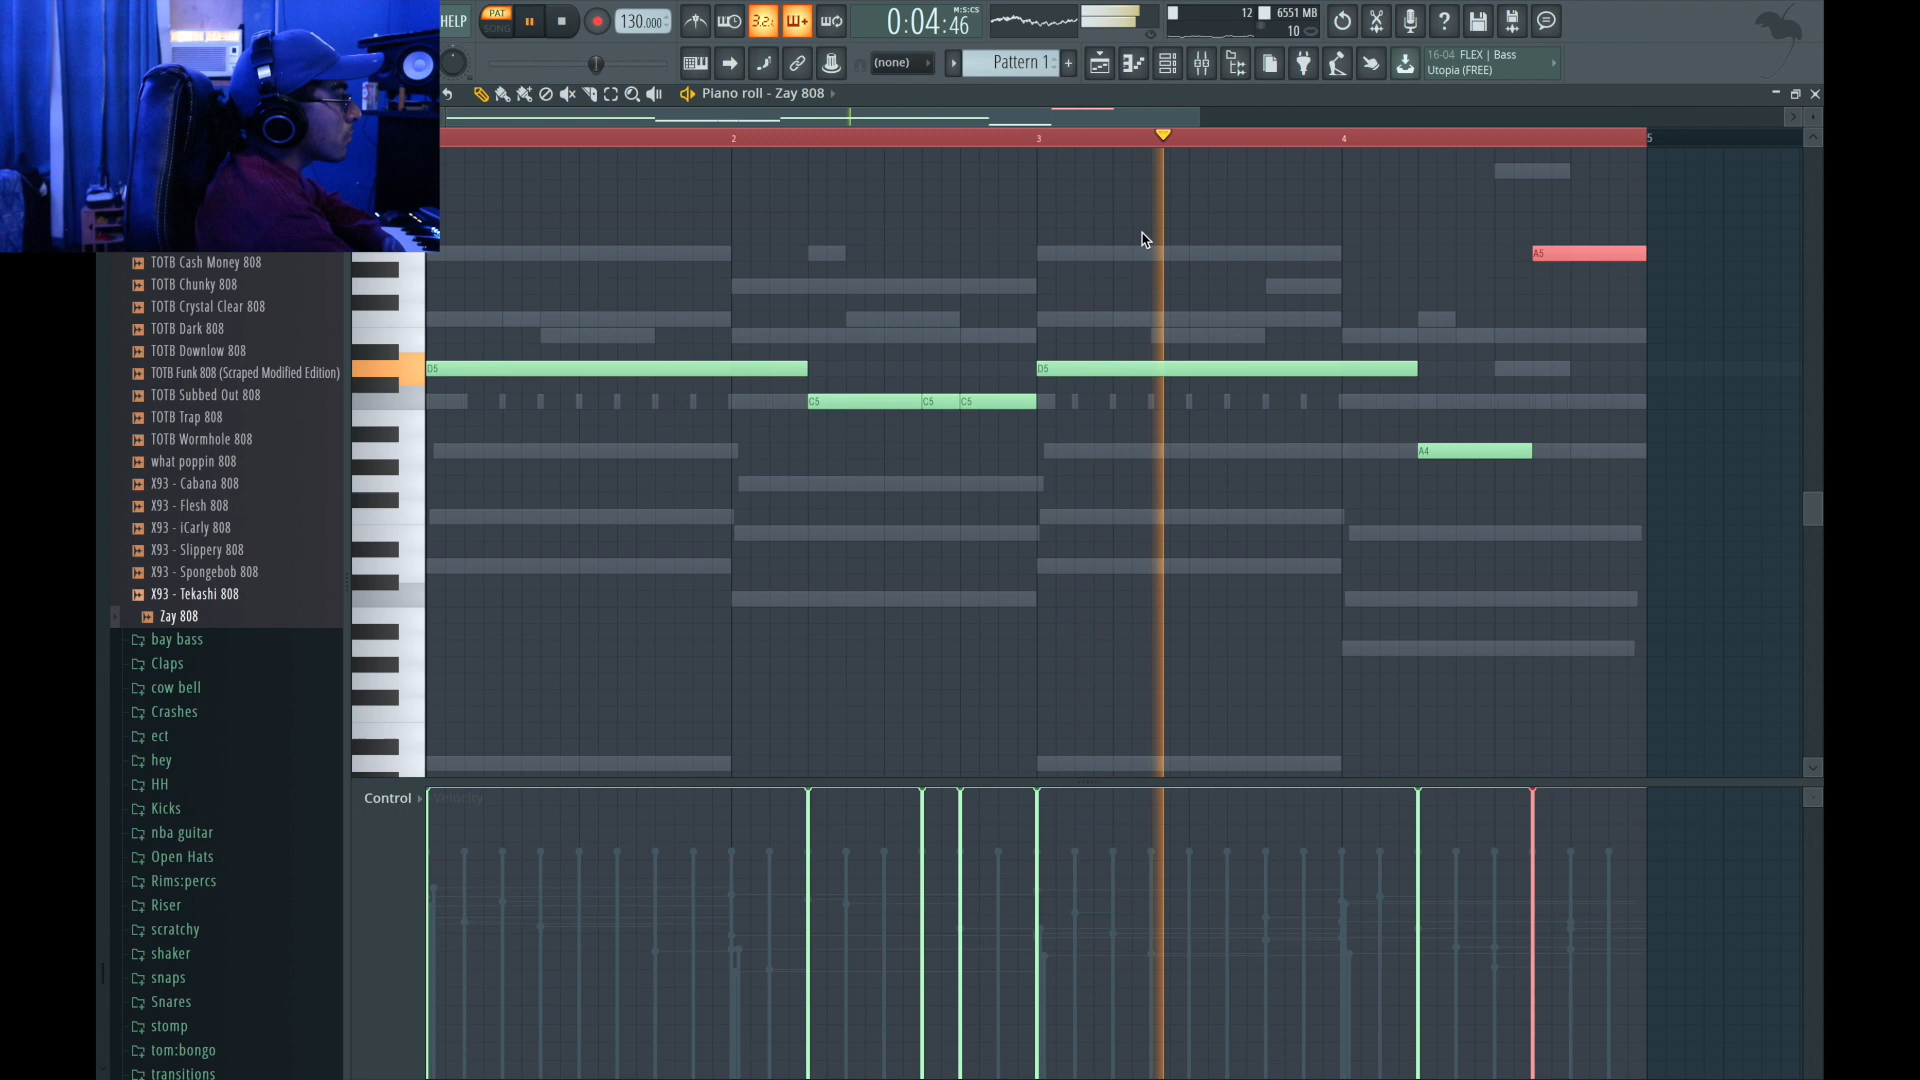 HELP
PAT
SONG
130.000
3.2.
0:04:46
M:S:CS
12
6551 MB
10
(none)
Pattern 1
+
16-04 FLEX | Bass
Utopia (FREE)
Piano roll - Zay 808
2
3
4
5
A5
D5
D5
C5
C5
C5
A4
TOTB Cash Money 808
TOTB Chunky 808
TOTB Crystal Clear 808
TOTB Dark 808
TOTB Downlow 808
TOTB Funk 808 (Scraped Modified Edition)
TOTB Subbed Out 808
TOTB Trap 808
TOTB Wormhole 808
what poppin 808
X93 - Cabana 808
X93 - Flesh 808
X93 - iCarly 808
X93 - Slippery 808
X93 - Spongebob 808
X93 - Tekashi 808
Zay 808
bay bass
Claps
cow bell
Crashes
ect
hey
HH
Kicks
nba guitar
Open Hats
Rims:percs
Riser
scratchy
shaker
snaps
Snares
stomp
tom:bongo
transitions
Control
Velocity